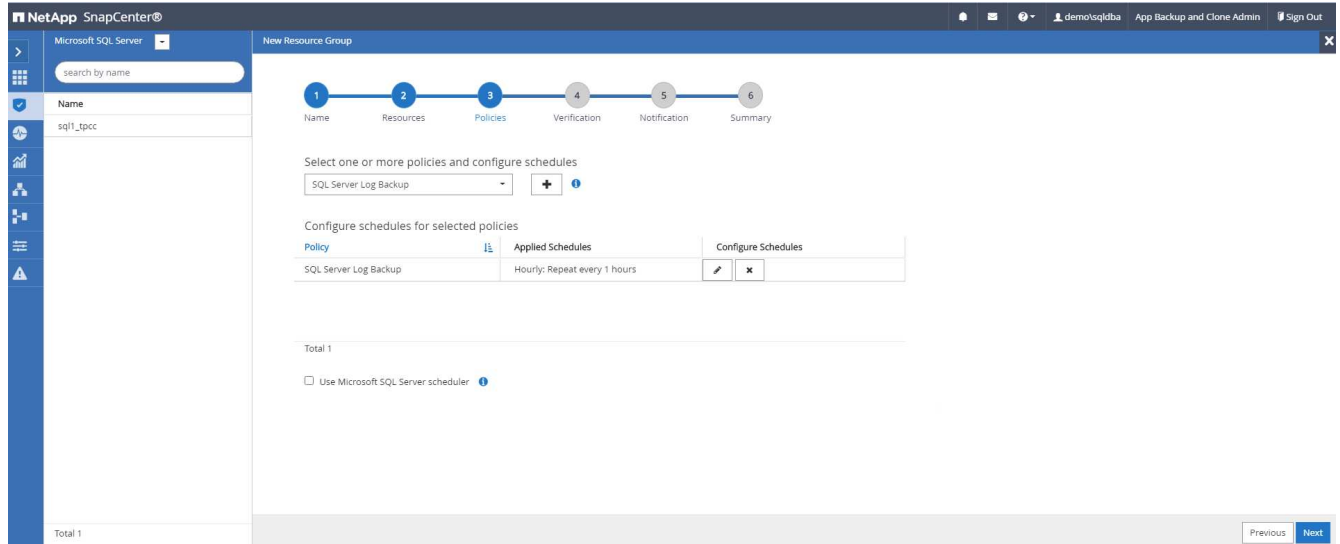 NetApp SnapCenter®
demo\sqldba App Backup and Clone Admin Sign Out
Microsoft SQL Server
New Resource Group
search by name
Name
sql1_tpcc
1 2 3 4 5 6
Name Resources Policies Verification Notification Summary
Select one or more policies and configure schedules
SQL Server Log Backup
Configure schedules for selected policies
Policy Applied Schedules Configure Schedules
SQL Server Log Backup Hourly: Repeat every 1 hours
Total 1
Use Microsoft SQL Server scheduler
Total 1
Previous Next